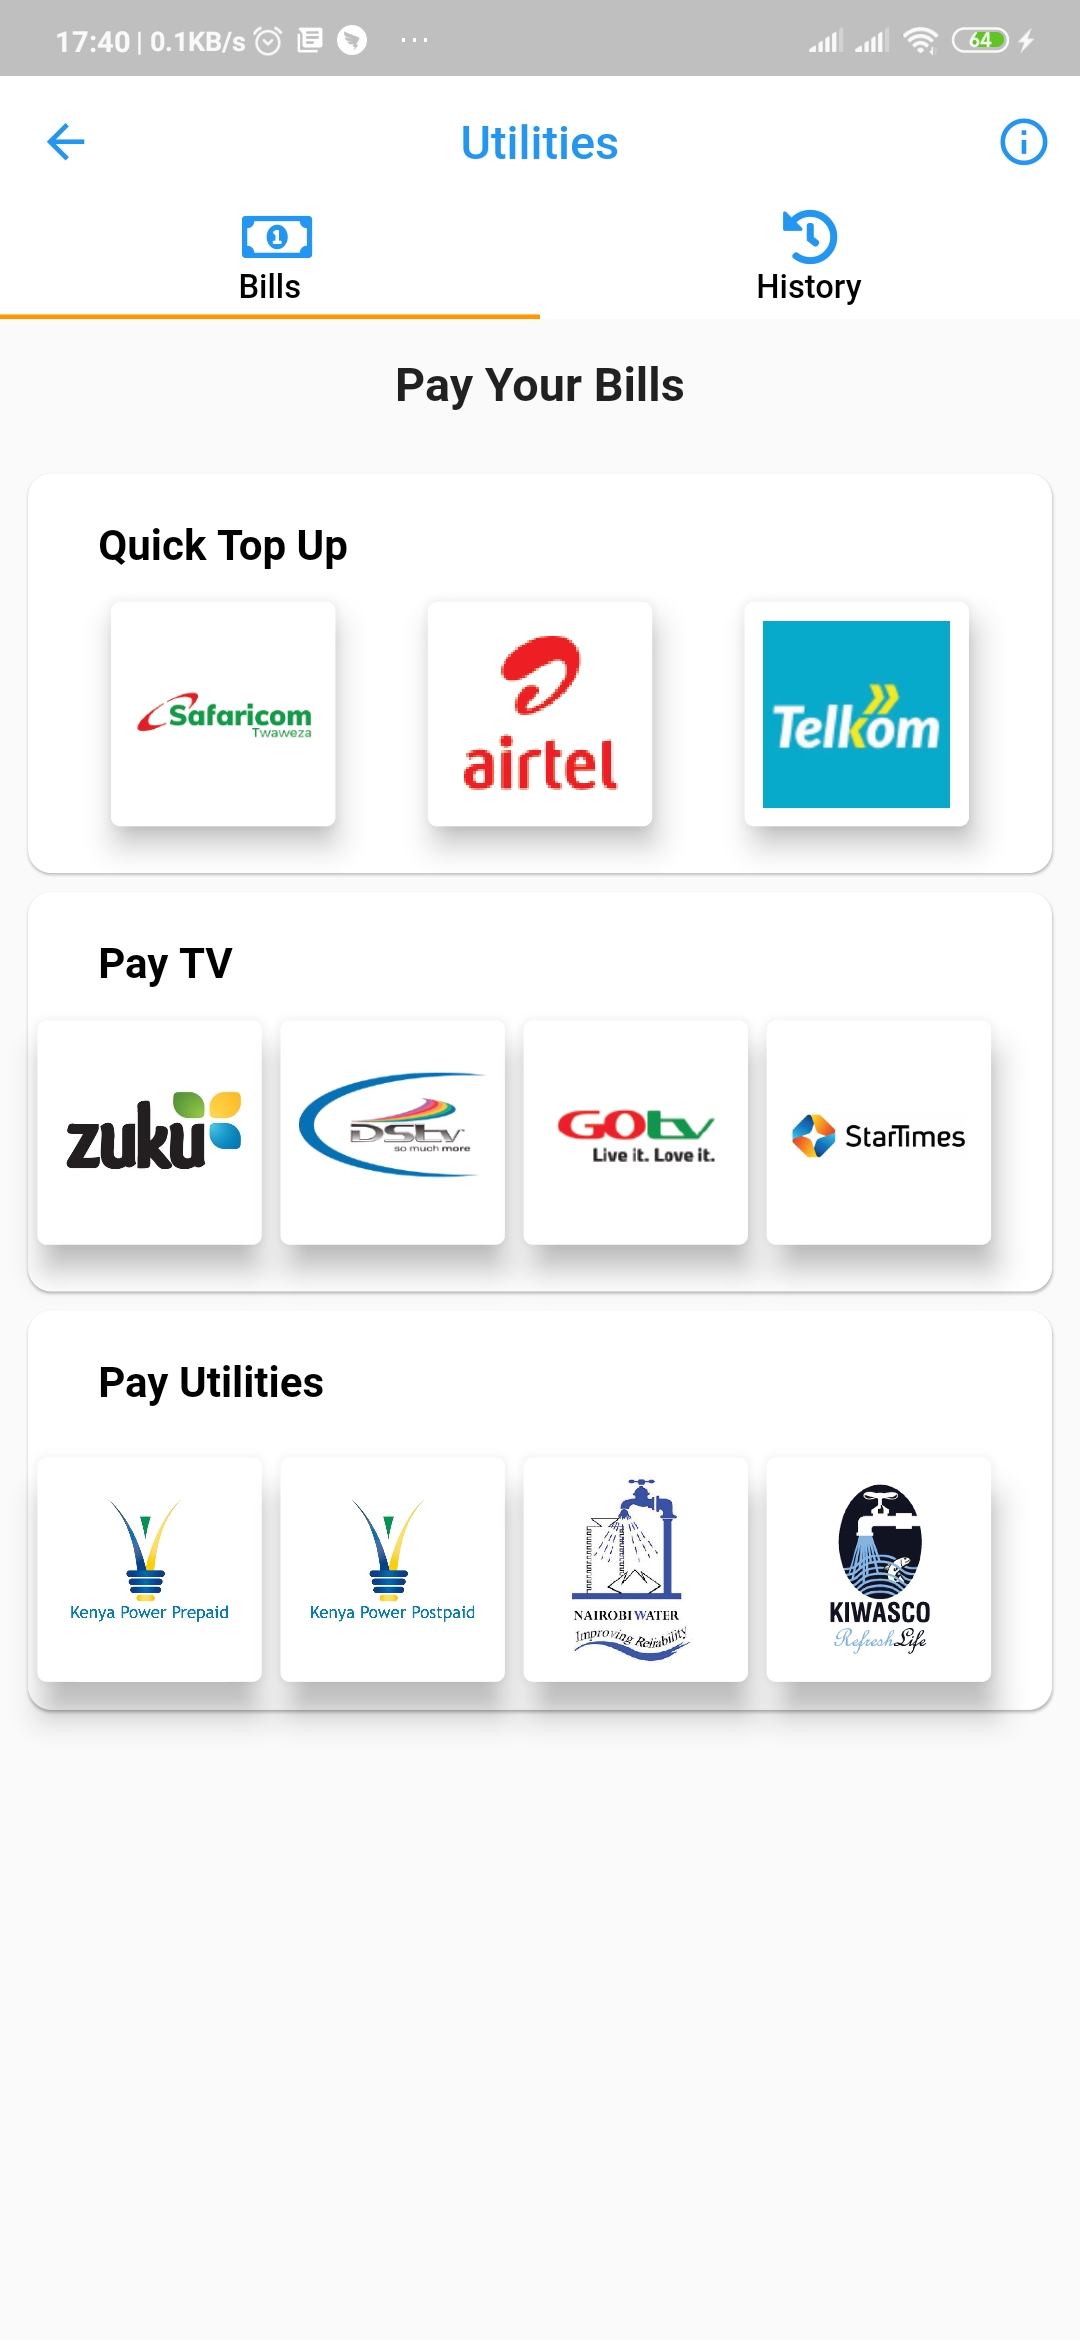 17:40 | 0.1KB/s ... 64
Utilities
Bills
History
Pay Your Bills
Quick Top Up
Safaricom
Twaweza
airtel
Telkom
Pay TV
zuku
DStv
so much more
GOtv
Live it. Love it.
StarTimes
Pay Utilities
Kenya Power Prepaid
Kenya Power Postpaid
NAIROBI WATER
Improving Reliability
KIWASCO
Refresh Life